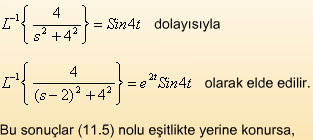 L⁻¹{ 4 / (s² + 4²) } = Sin4t dolayısıyla
L⁻¹{ 4 / ((s − 2)² + 4²) } = e²ᵗ Sin4t olarak elde edilir.
Bu sonuçlar (11.5) nolu eşitlikte yerine konursa,